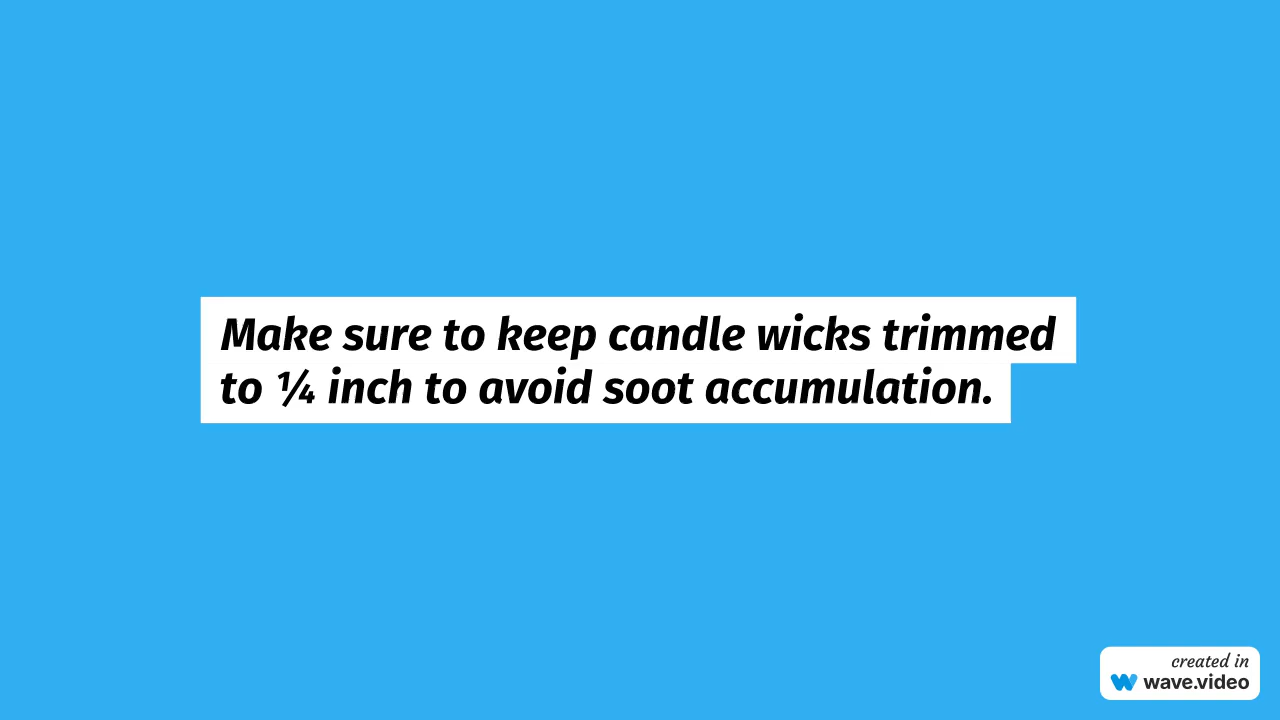 Make sure to keep candle wicks trimmed
to ¼ inch to avoid soot accumulation.
created in
wave.video